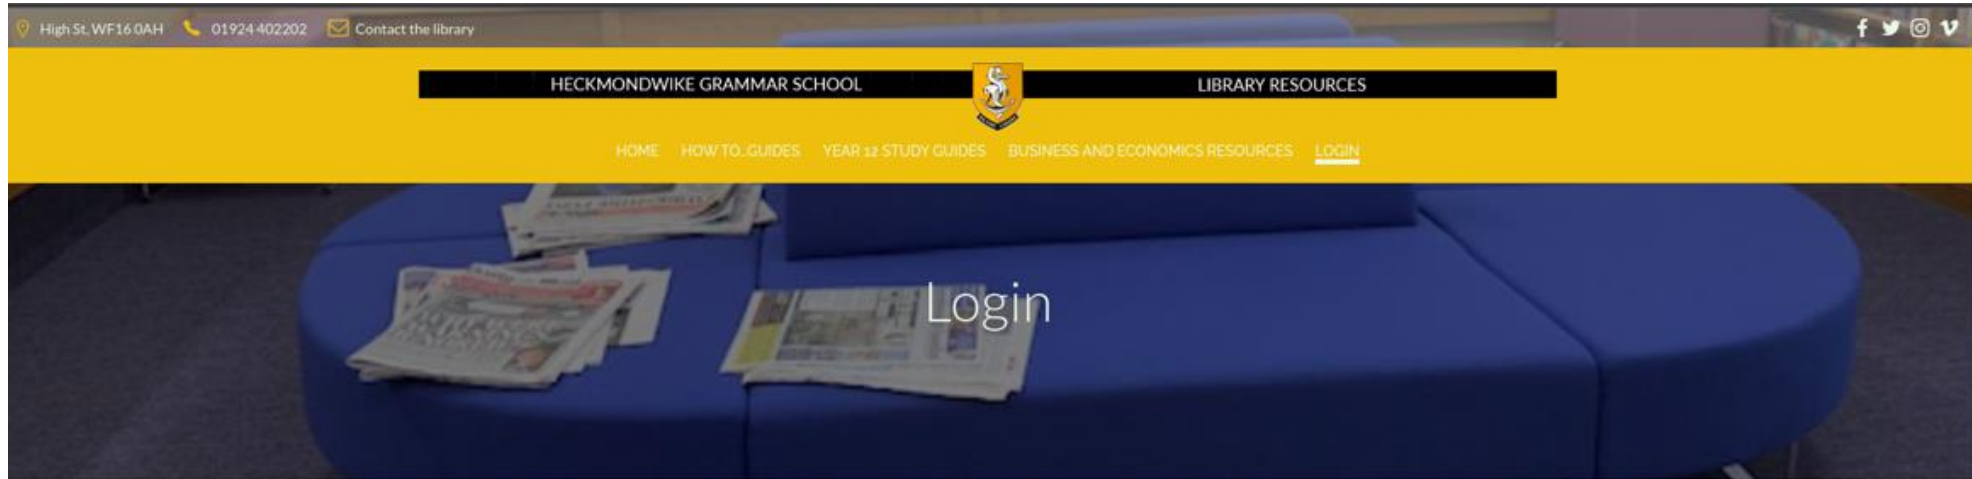 High St, WF16 0AH 01924 402202 Contact the library
HECKMONDWIKE GRAMMAR SCHOOL LIBRARY RESOURCES
HOME HOW TO...GUIDES YEAR 12 STUDY GUIDES BUSINESS AND ECONOMICS RESOURCES LOGIN
Login